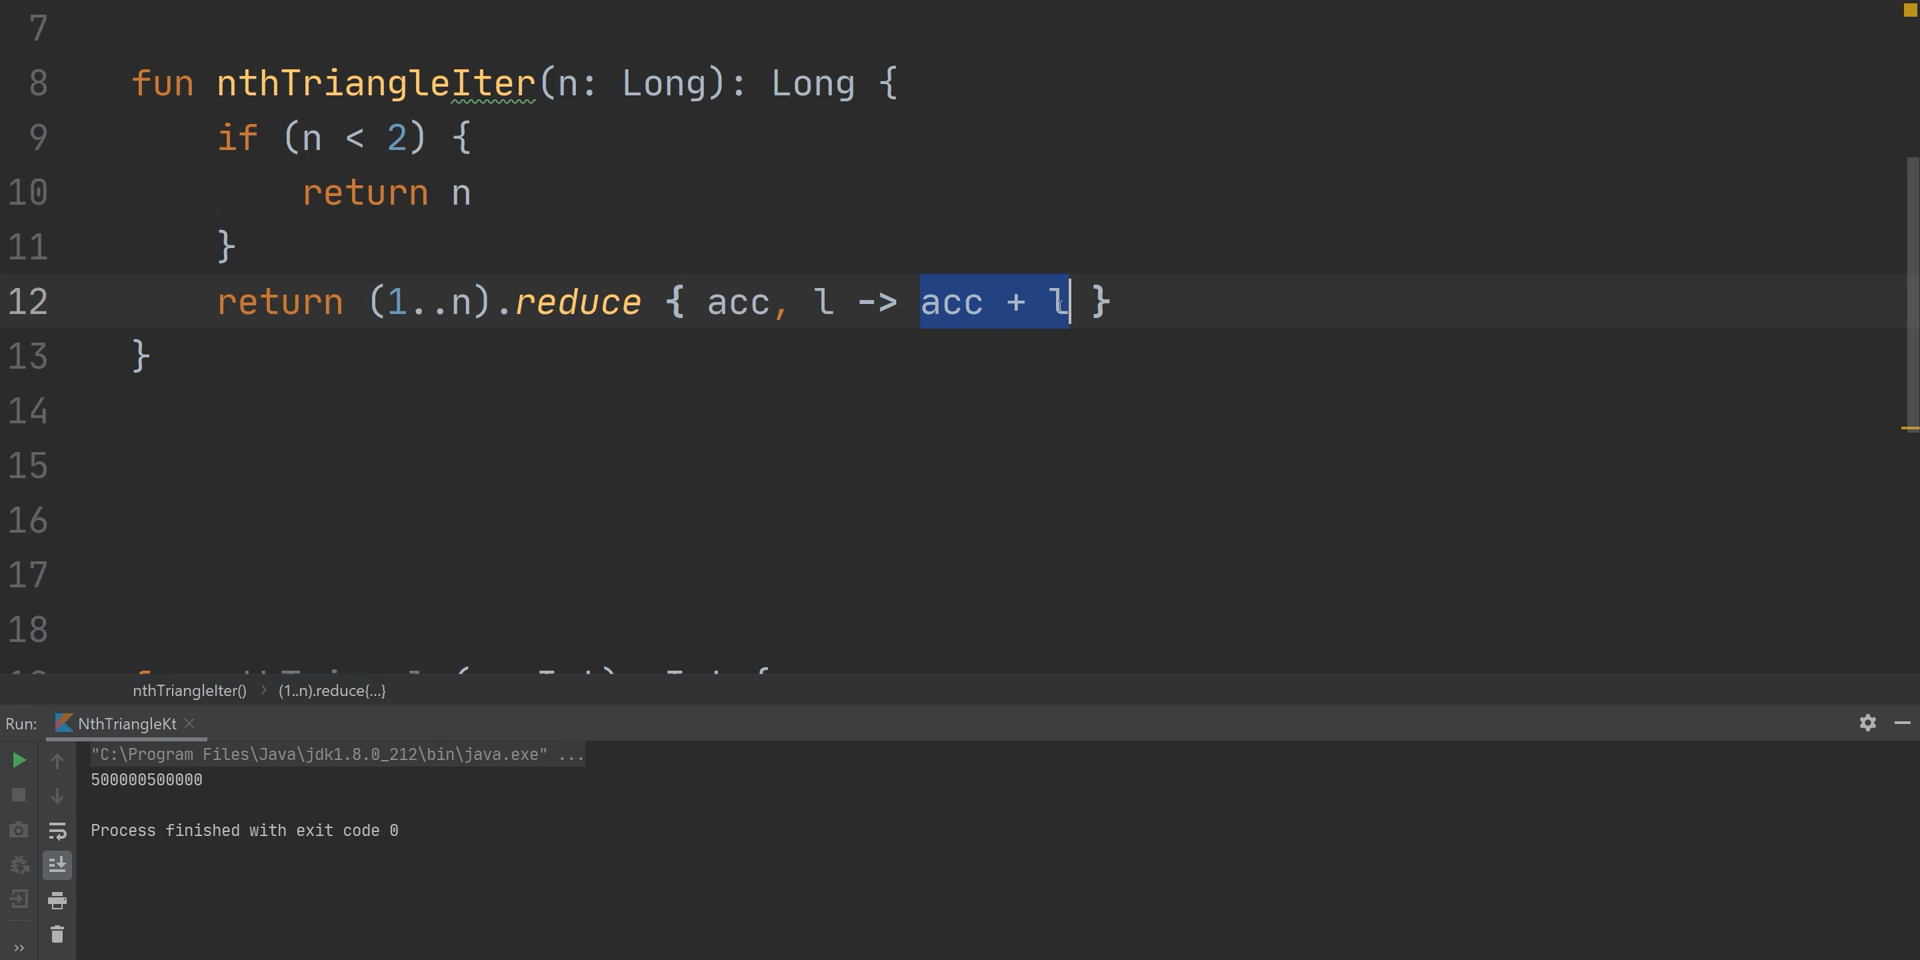 7
8 fun nthTriangleIter(n: Long): Long {
9 if (n < 2) {
10 return n
11 }
12 return (1..n).reduce { acc, l -> acc + l }
13 }
14
15
16
17
18
nthTriangleIter() › (1..n).reduce{...}
Run: NthTriangleKt ×
"C:\Program Files\Java\jdk1.8.0_212\bin\java.exe" ...
500000500000
Process finished with exit code 0